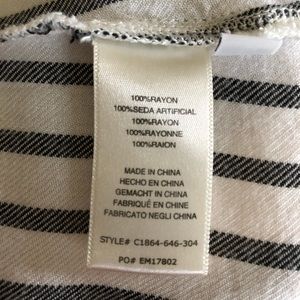 100%RAYON
100%SEDA ARTIFICIAL
100%RAYON
100%RAYONNE
100%RAION
MADE IN CHINA
HECHO EN CHINA
GEMACHT IN CHINA
FABRIQUÉ EN CHINE
FABRICATO NEGLI CHINA
STYLE# C1864-646-304
PO# EM17802